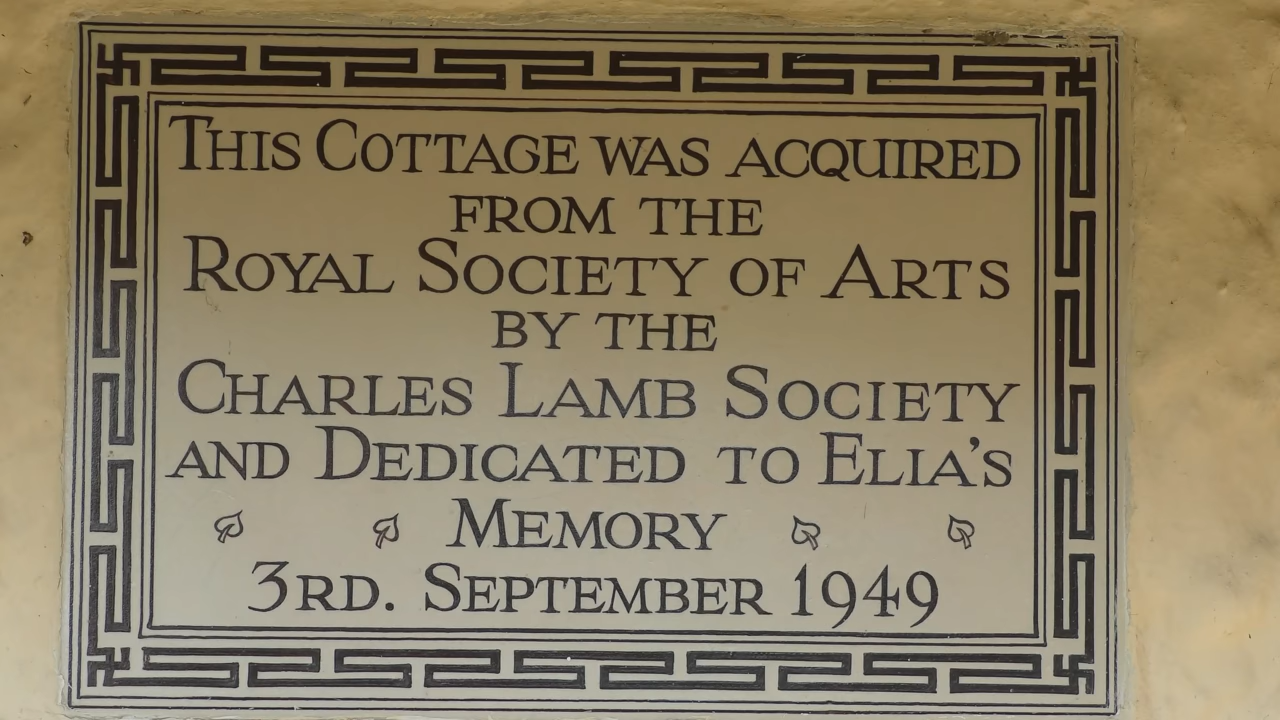 THIS COTTAGE WAS ACQUIRED
FROM THE
ROYAL SOCIETY OF ARTS
BY THE
CHARLES LAMB SOCIETY
AND DEDICATED TO ELIA'S
MEMORY
3RD. SEPTEMBER 1949